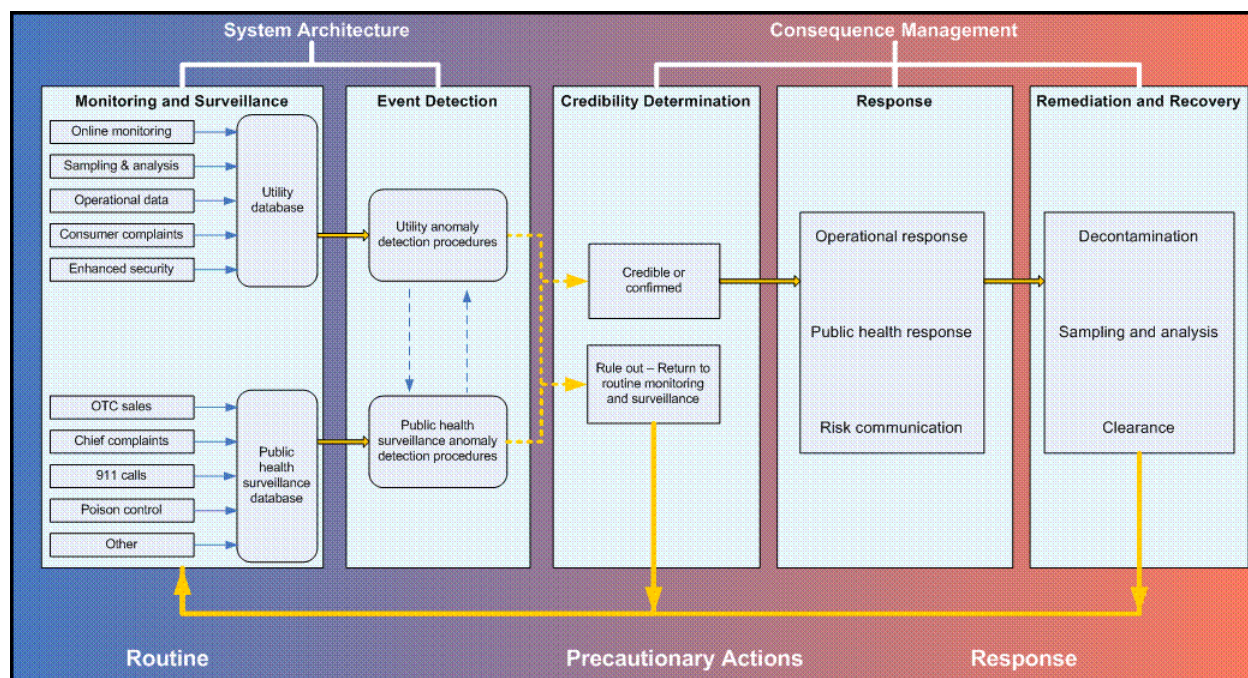 System Architecture
Consequence Management
Monitoring and Surveillance
Online monitoring
Sampling & analysis
Operational data
Consumer complaints
Enhanced security
Utility
database
OTC sales
Chief complaints
911 calls
Poison control
Other
Public
health
surveillance
database
Event Detection
Utility anomaly
detection procedures
Public health
surveillance anomaly
detection procedures
Credibility Determination
Credible or
confirmed
Rule out – Return to
routine monitoring
and surveillance
Response
Operational response
Public health response
Risk communication
Remediation and Recovery
Decontamination
Sampling and analysis
Clearance
Routine
Precautionary Actions
Response